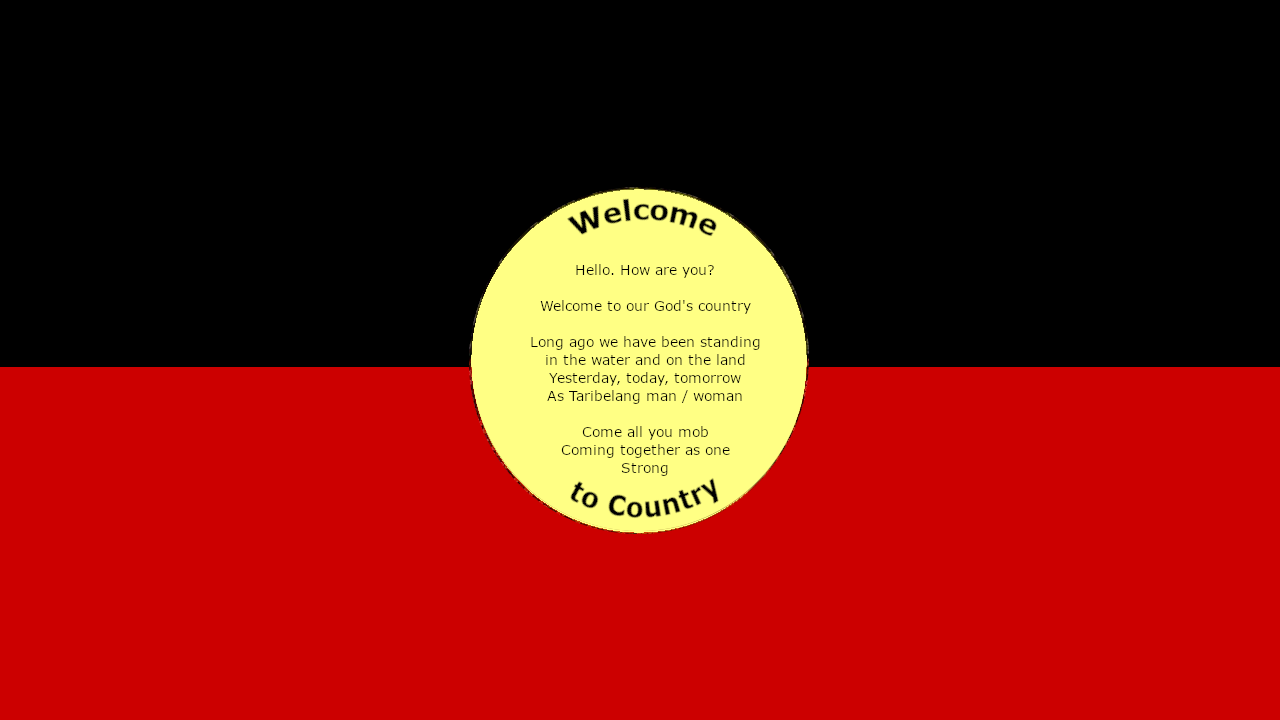 Welcome
Hello. How are you?
Welcome to our God's country
Long ago we have been standing
in the water and on the land
Yesterday, today, tomorrow
As Taribelang man / woman
Come all you mob
Coming together as one
Strong
to Country